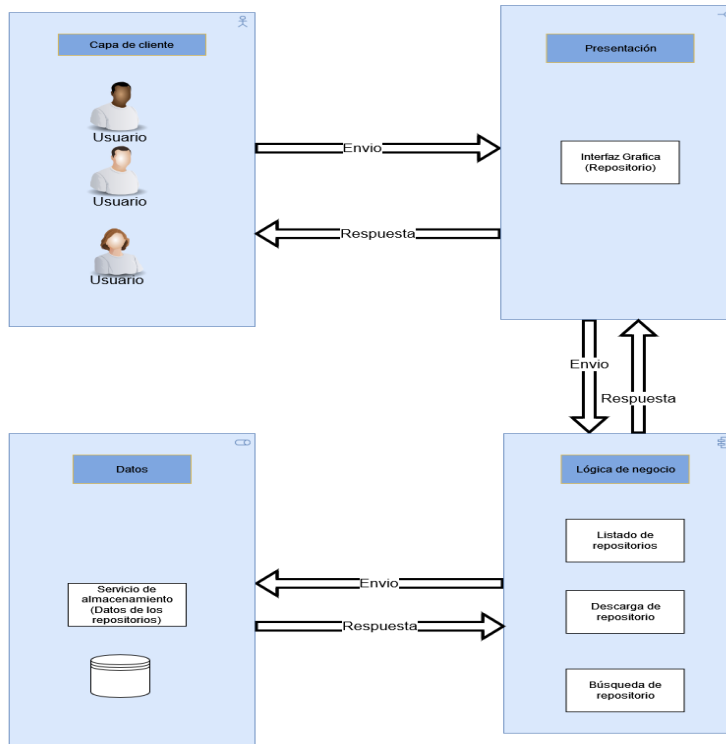 Capa de cliente
Usuario
Usuario
Usuario
Envio
Respuesta
Presentación
Interfaz Grafica
(Repositorio)
Envio
Respuesta
Datos
Servicio de
almacenamiento
(Datos de los
repositorios)
Envio
Respuesta
Lógica de negocio
Listado de
repositorios
Descarga de
repositorio
Búsqueda de
repositorio